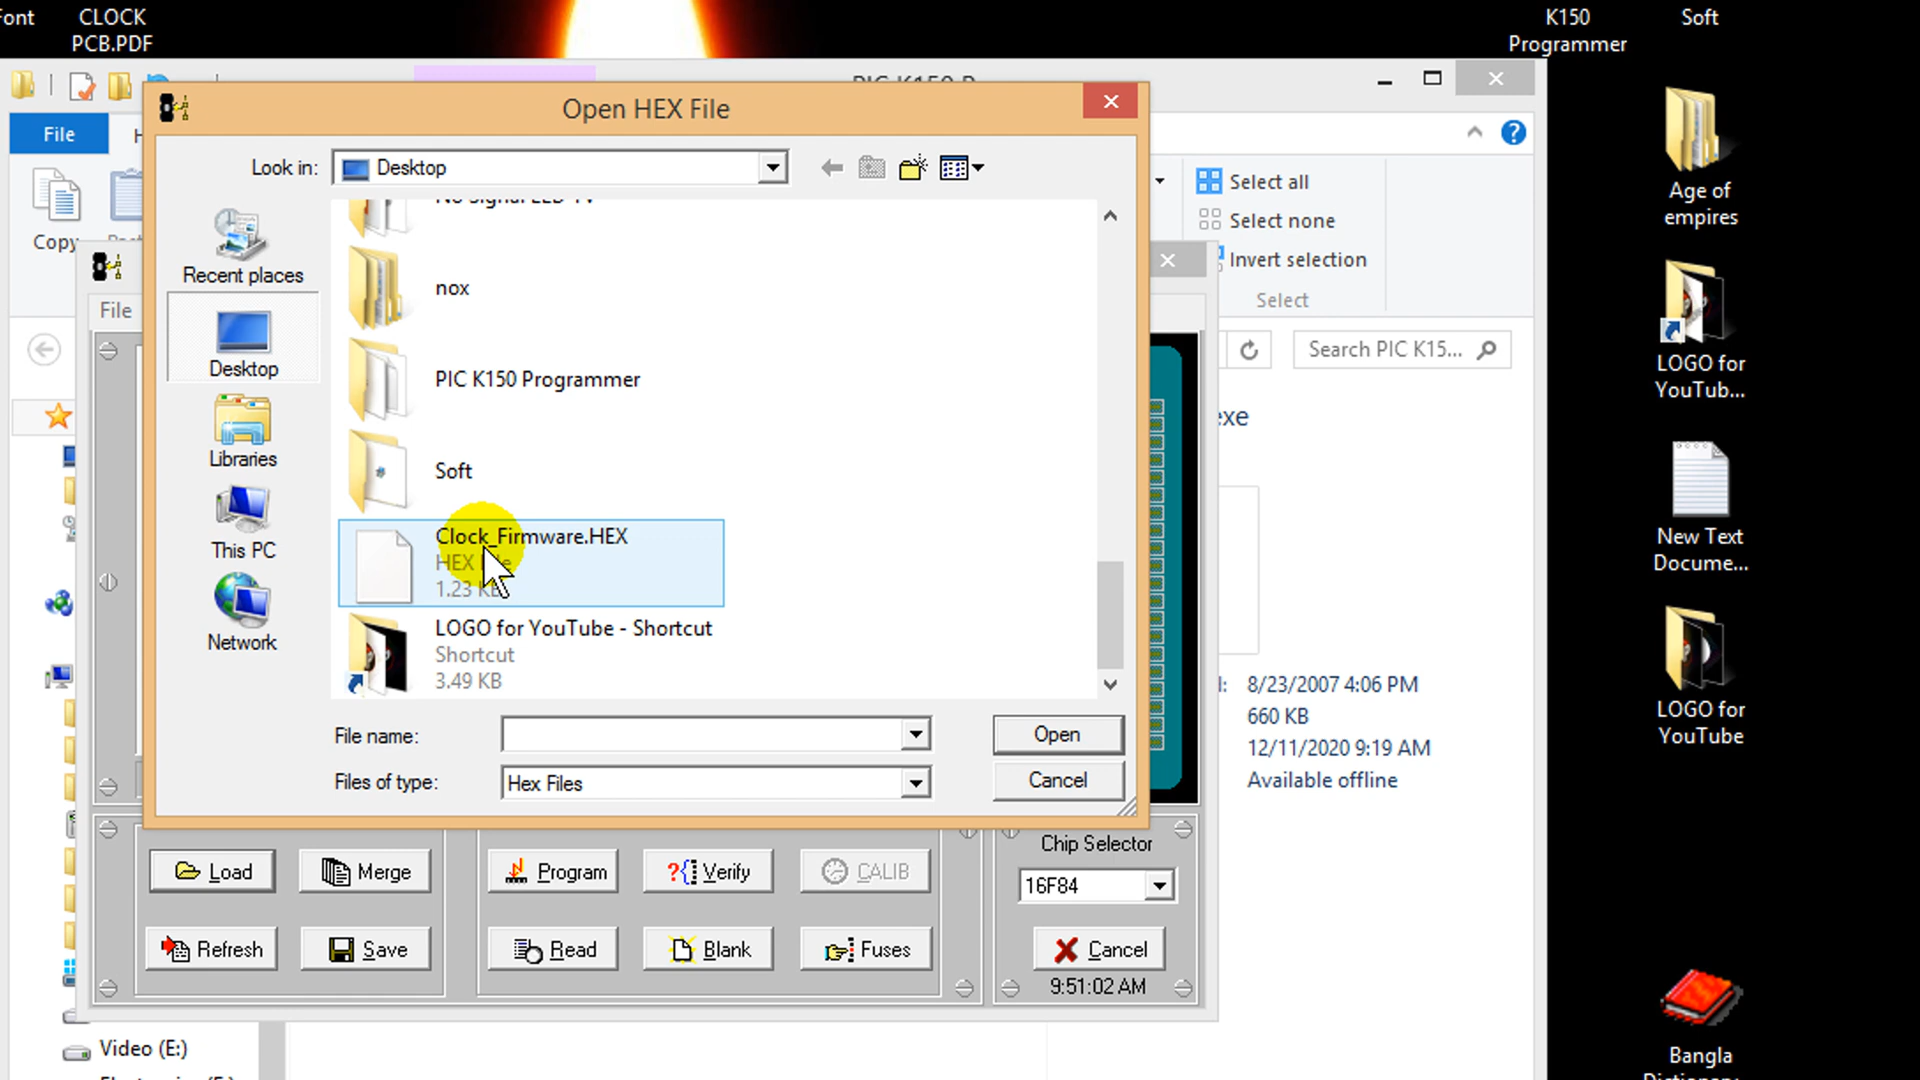 Font
CLOCK
PCB.PDF
K150
Programmer
Soft
File
Copy
Open HEX File
Look in:
Desktop
Recent places
Desktop
Libraries
This PC
Network
nox
PIC K150 Programmer
Soft
Clock_Firmware.HEX
HEX File
1.23 KB
LOGO for YouTube - Shortcut
Shortcut
3.49 KB
File name:
Open
Files of type:
Hex Files
Cancel
Select all
Select none
Invert selection
Select
Search PIC K15...
8/23/2007 4:06 PM
660 KB
12/11/2020 9:19 AM
Available offline
File
Load
Merge
Program
Verify
CALIB
Refresh
Save
Read
Blank
Fuses
Chip Selector
16F84
Cancel
9:51:02 AM
Video (E:)
Age of
empires
LOGO for
YouTub...
New Text
Docume...
LOGO for
YouTube
Bangla